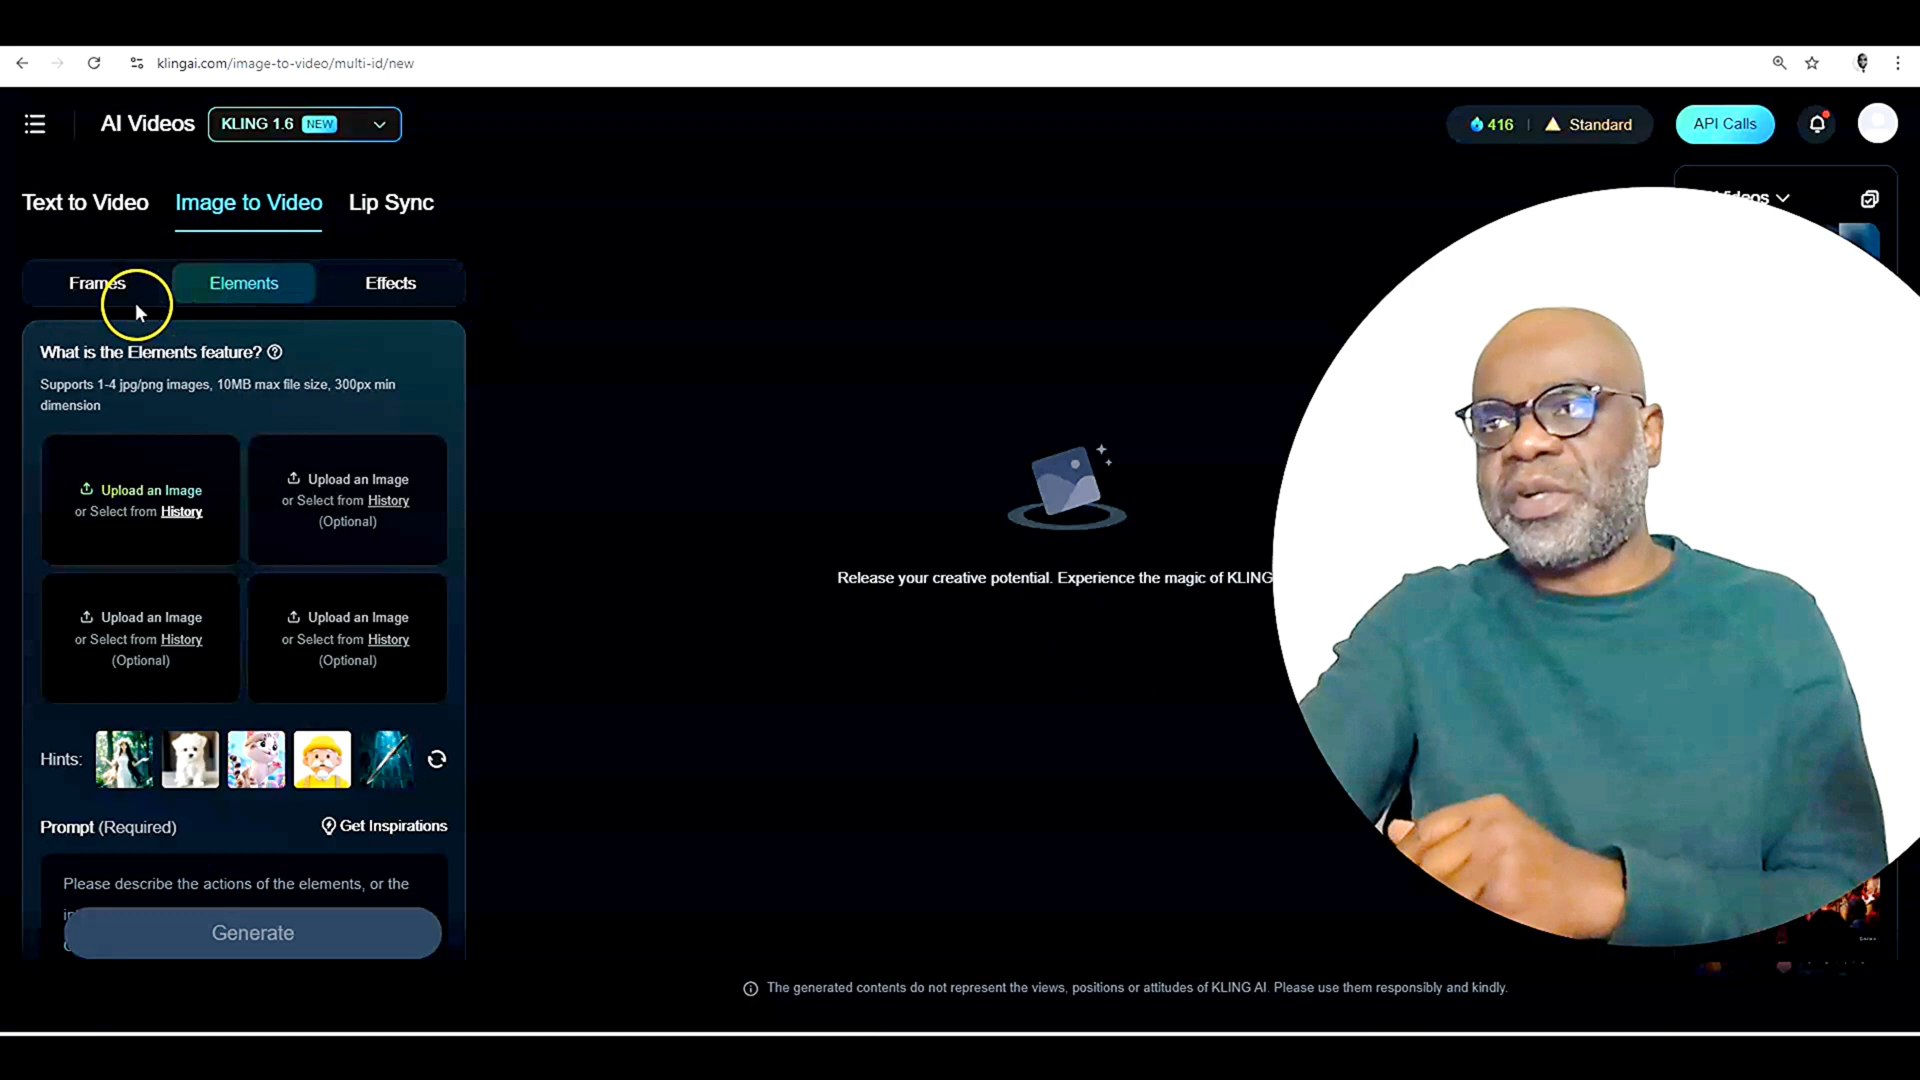 klingai.com/image-to-video/multi-id/new
AI Videos KLING 1.6 NEW
416 Standard API Calls
Text to Video Image to Video Lip Sync
Frames Elements Effects
What is the Elements feature?
Supports 1-4 jpg/png images, 10MB max file size, 300px min
dimension
Upload an Image
or Select from History
Upload an Image
or Select from History
(Optional)
Upload an Image
or Select from History
(Optional)
Upload an Image
or Select from History
(Optional)
Release your creative potential. Experience the magic of KLING
Hints:
Prompt (Required) Get Inspirations
Please describe the actions of the elements, or the
Generate
The generated contents do not represent the views, positions or attitudes of KLING AI. Please use them responsibly and kindly.